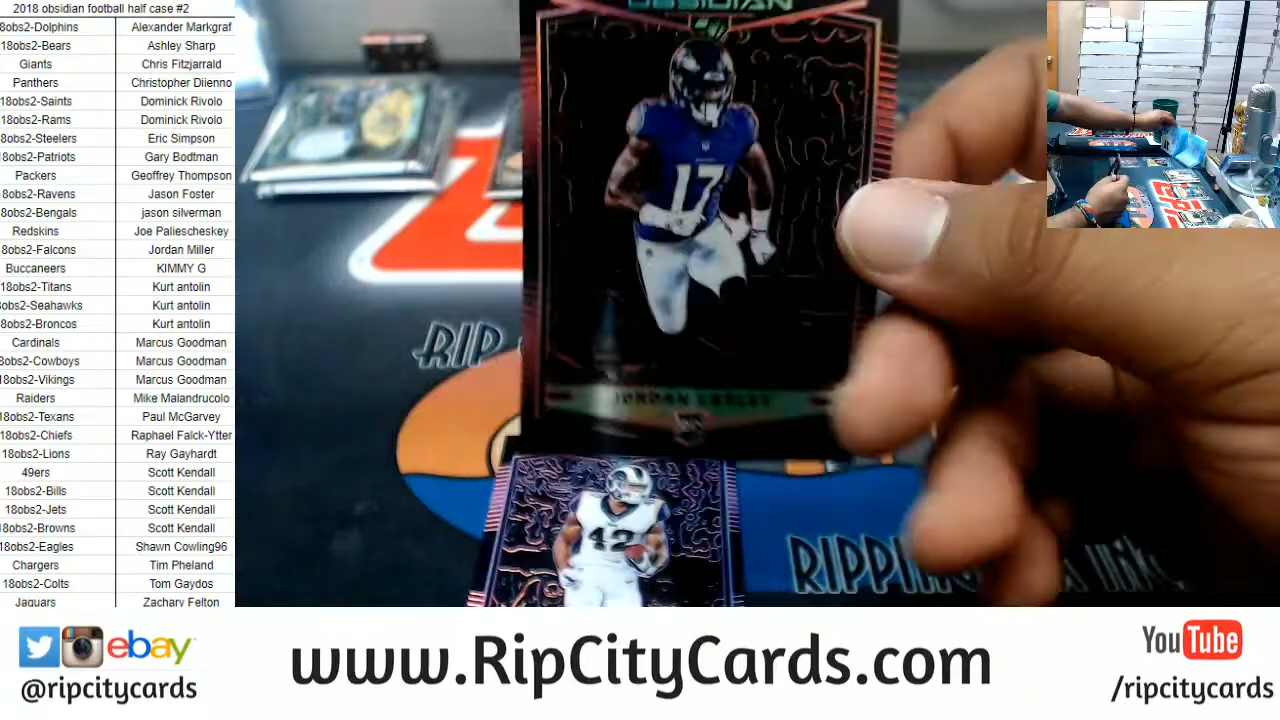 2018 obsidian football half case #2
8obs2-Dolphins Alexander Markgraf
18obs2-Bears Ashley Sharp
Giants Chris Fitzjarrald
Panthers Christopher Diienno
18obs2-Saints Dominick Rivolo
18obs2-Rams Dominick Rivolo
8obs2-Steelers Eric Simpson
8obs2-Patriots Gary Bodtman
Packers Geoffrey Thompson
8obs2-Ravens Jason Foster
8obs2-Bengals jason silverman
Redskins Joe Paliescheskey
8obs2-Falcons Jordan Miller
Buccaneers KIMMY G
18obs2-Titans Kurt antolin
8obs2-Seahawks Kurt antolin
8obs2-Broncos Kurt antolin
Cardinals Marcus Goodman
8obs2-Cowboys Marcus Goodman
18obs2-Vikings Marcus Goodman
Raiders Mike Malandrucolo
18obs2-Texans Paul McGarvey
18obs2-Chiefs Raphael Falck-Ytter
18obs2-Lions Ray Gayhardt
49ers Scott Kendall
18obs2-Bills Scott Kendall
18obs2-Jets Scott Kendall
8obs2-Browns Scott Kendall
18obs2-Eagles Shawn Cowling96
Chargers Tim Pheland
18obs2-Colts Tom Gaydos
Jaguars Zachary Felton
OBSIDIAN
17
JORDAN LASLEY
42
RIP
ebay
@ripcitycards
www.RipCityCards.com
YouTube
/ripcitycards